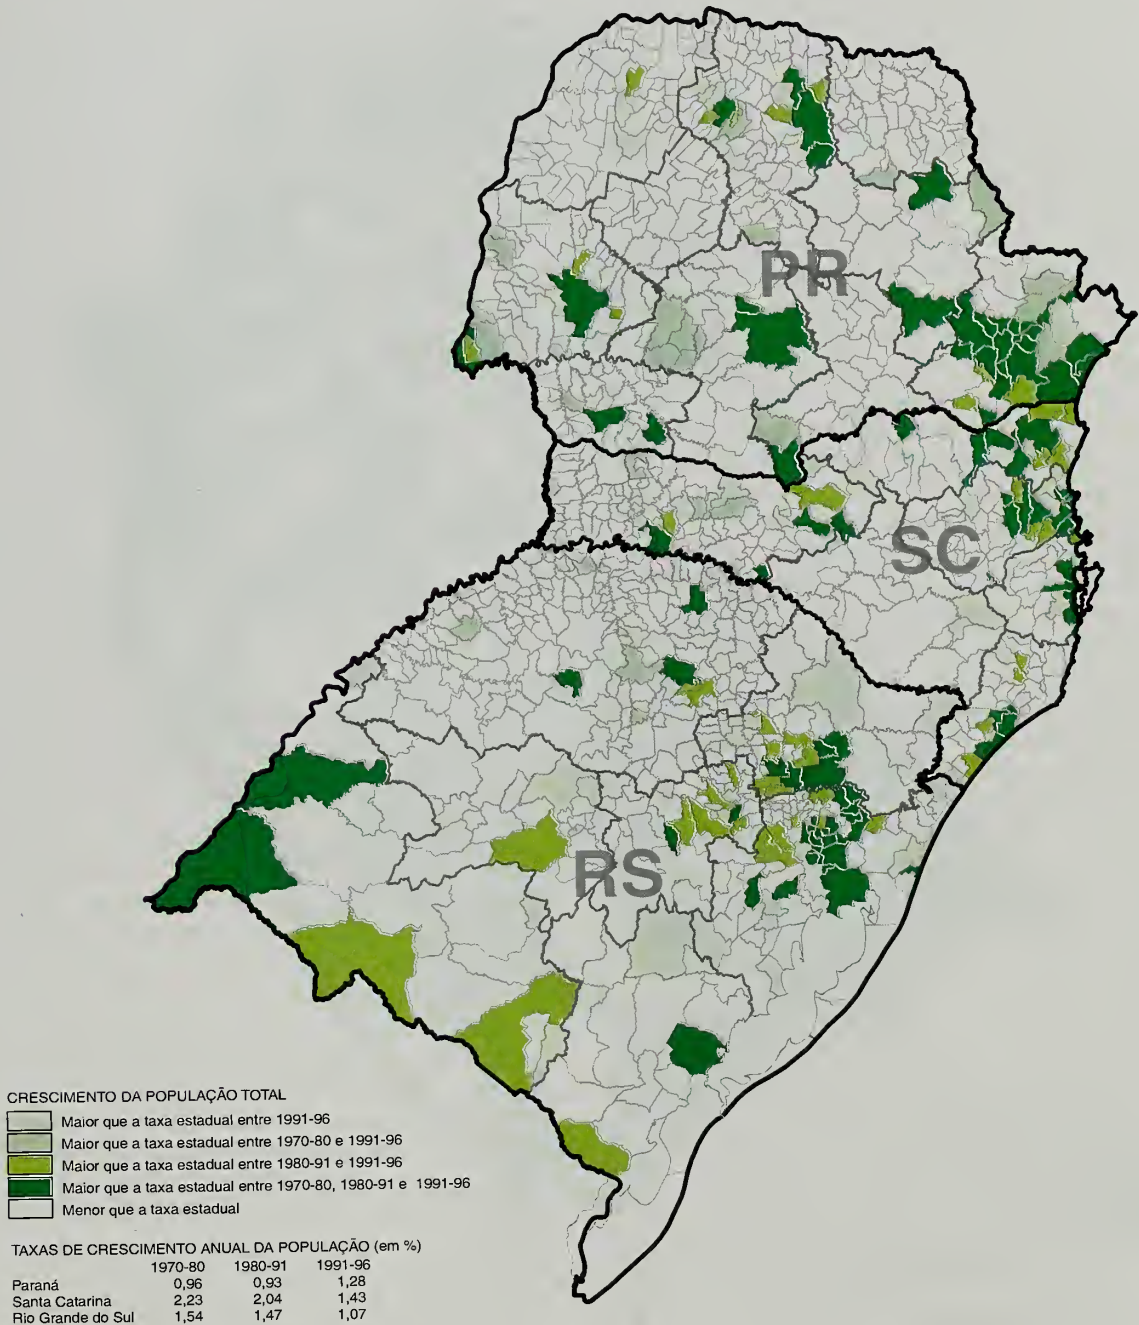 PR
SC
RS
CRESCIMENTO DA POPULAÇÃO TOTAL
Maior que a taxa estadual entre 1991-96
Maior que a taxa estadual entre 1970-80 e 1991-96
Maior que a taxa estadual entre 1980-91 e 1991-96
Maior que a taxa estadual entre 1970-80, 1980-91 e 1991-96
Menor que a taxa estadual
TAXAS DE CRESCIMENTO ANUAL DA POPULAÇÃO (em %)
1970-80 1980-91 1991-96
Paraná 0,96 0,93 1,28
Santa Catarina 2,23 2,04 1,43
Rio Grande do Sul 1,54 1,47 1,07